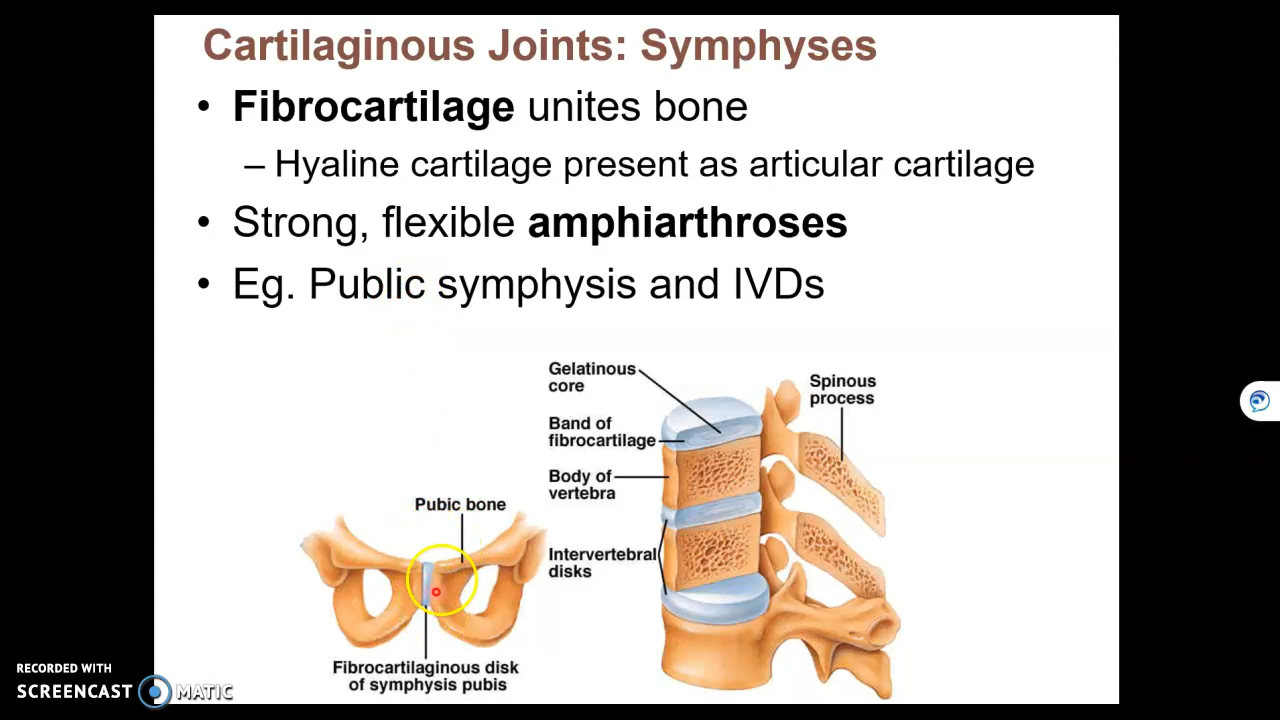 Cartilaginous Joints: Symphyses
• Fibrocartilage unites bone
– Hyaline cartilage present as articular cartilage
• Strong, flexible amphiarthroses
• Eg. Public symphysis and IVDs
Gelatinous
core
Band of
fibrocartilage
Body of
vertebra
Intervertebral
disks
Spinous
process
Pubic bone
Fibrocartilaginous disk
of symphysis pubis
RECORDED WITH
SCREENCAST MATIC